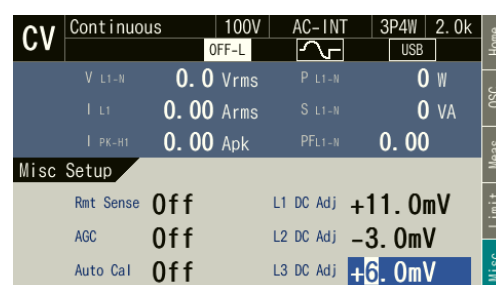 CV Continuous 100V AC-INT 3P4W 2.0k
OFF-L USB
Home
OSC
Meas
Limit
Misc
V L1-N 0.0 Vrms P L1-N 0 W
I L1 0.00 Arms S L1-N 0 VA
I PK-H1 0.00 Apk PFL1-N 0.00
Misc Setup
Rmt Sense Off L1 DC Adj +11.0mV
AGC Off L2 DC Adj -3.0mV
Auto Cal Off L3 DC Adj +6.0mV